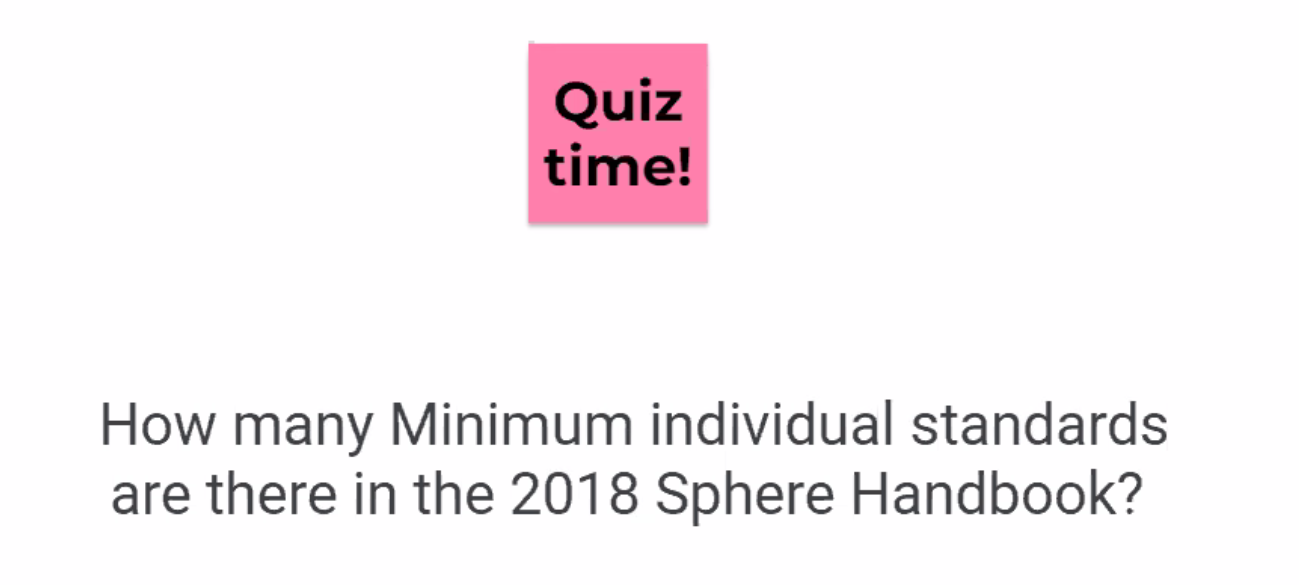 Quiz
time!
How many Minimum individual standards
are there in the 2018 Sphere Handbook?